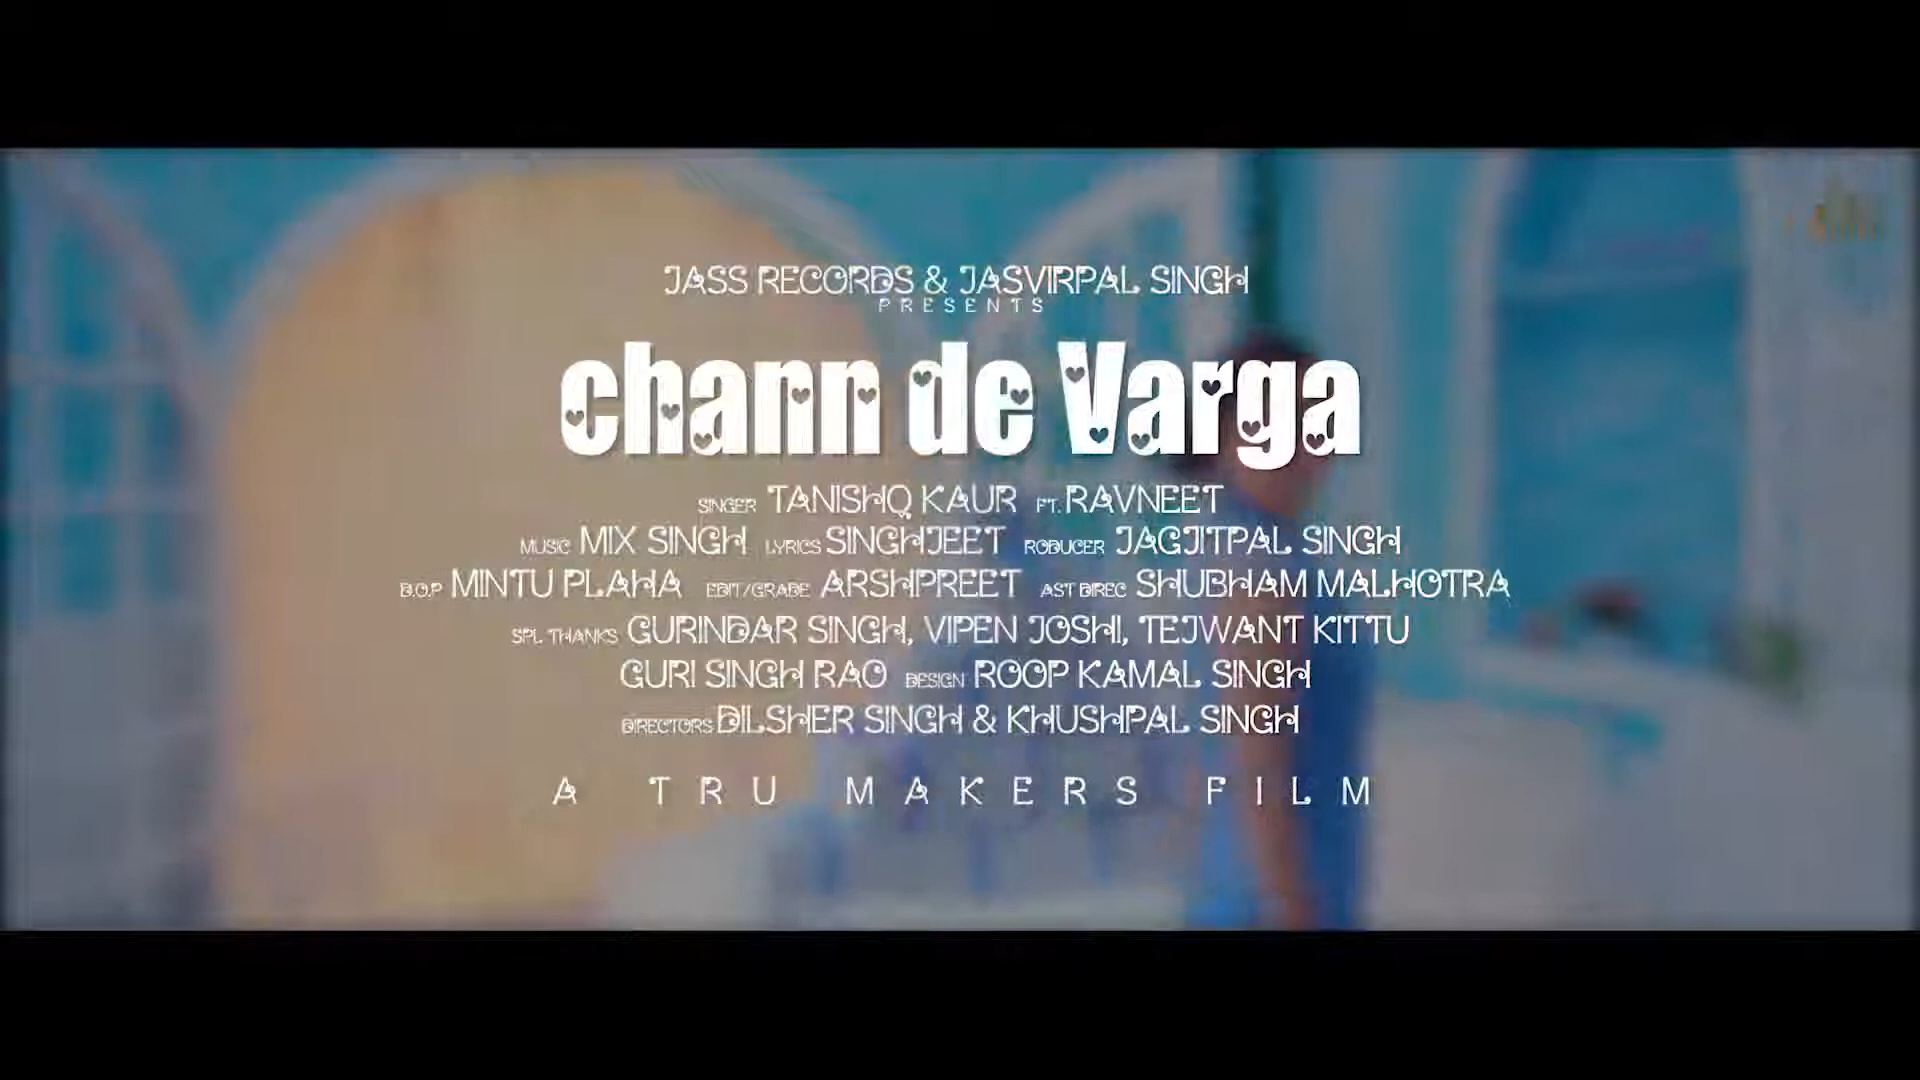 JASS RECORDS & JASVIRPAL SINGH
PRESENTS
chann de Varga
SINGER TANISHQ KAUR FT. RAVNEET
MUSIC MIX SINGH LYRICS SINGHJEET RODUCER JAGJITPAL SINGH
D.O.P MINTU PLAHA EDIT/GRADE ARSHPREET AST DIREC SHUBHAM MALHOTRA
SPL THANKS GURINDAR SINGH, VIPEN JOSHI, TEJWANT KITTU
GURI SINGH RAO DESIGN ROOP KAMAL SINGH
DIRECTORS DILSHER SINGH & KHUSHPAL SINGH
A TRU MAKERS FILM